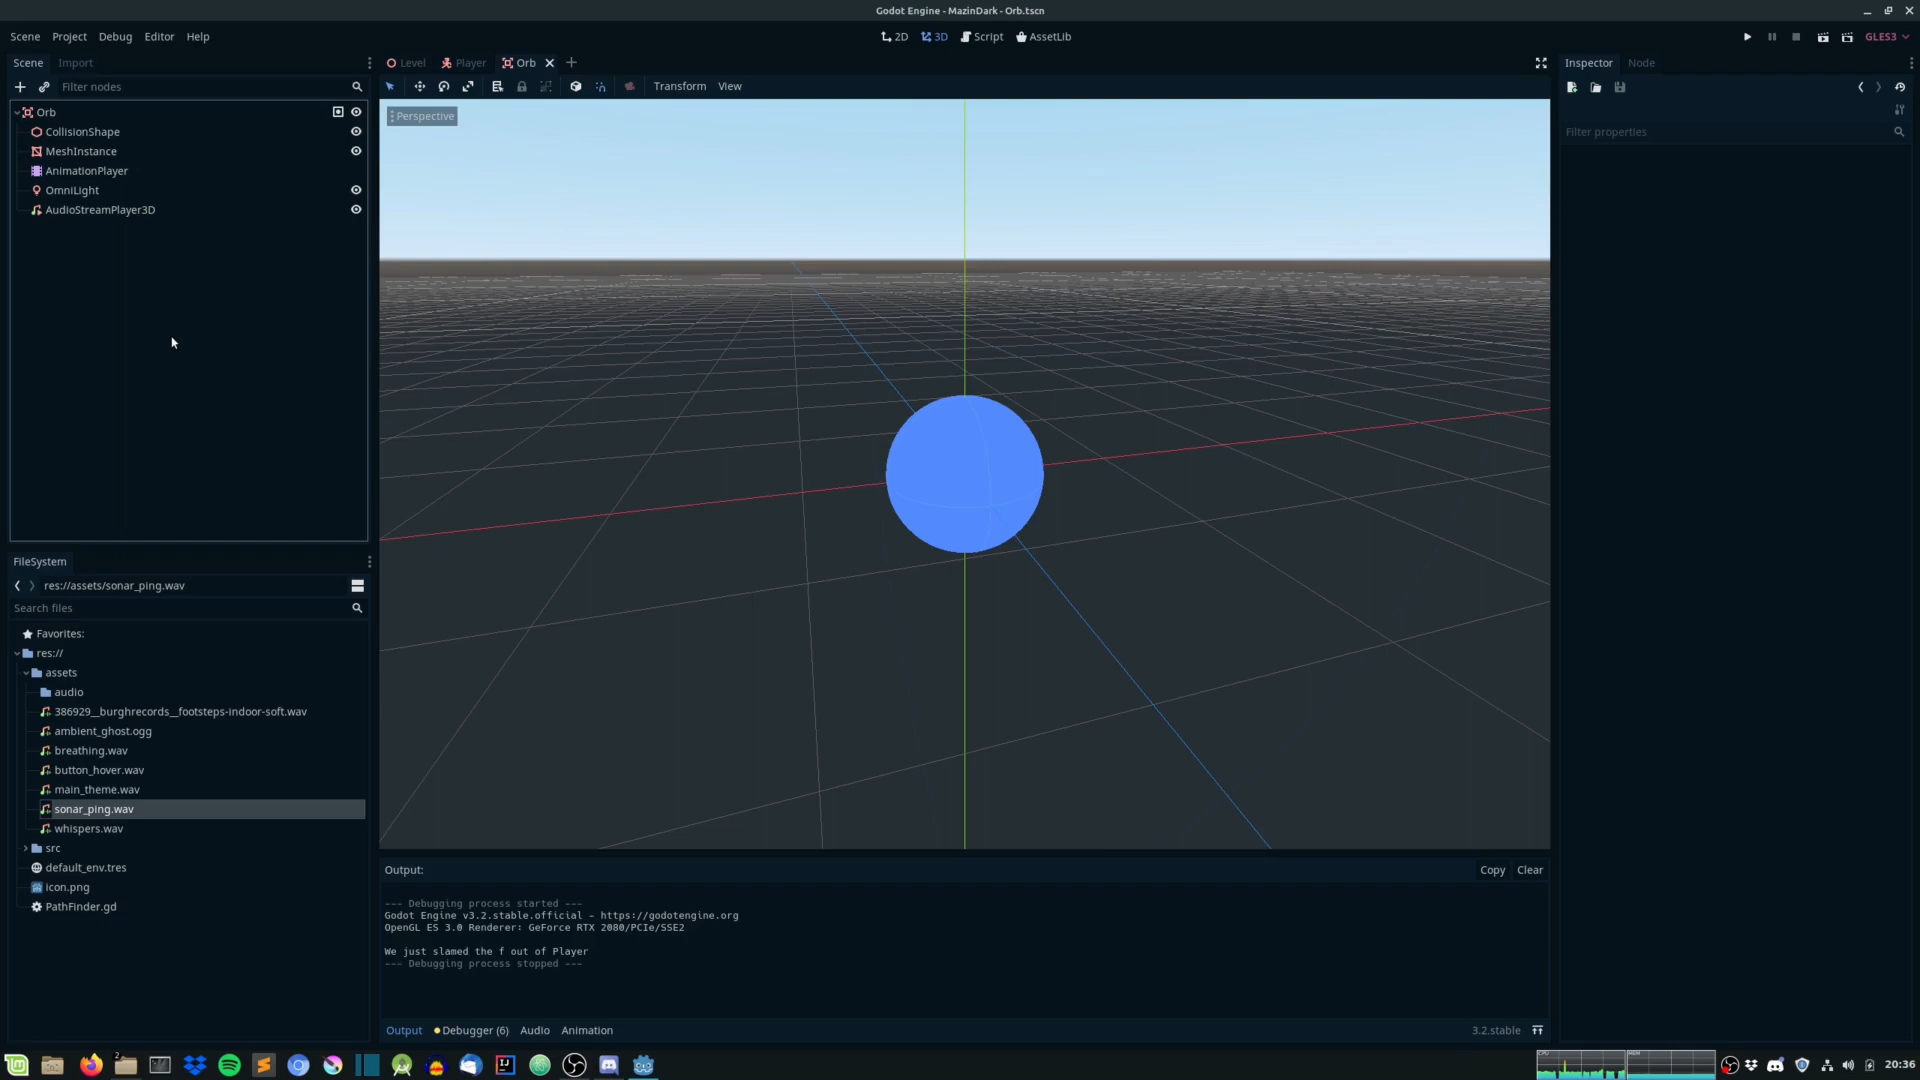 Godot Engine - MazinDark - Orb.tscn
Scene Project Debug Editor Help
2D 3D Script AssetLib
GLES3
Scene Import
Filter nodes
Orb
CollisionShape
MeshInstance
AnimationPlayer
OmniLight
AudioStreamPlayer3D
FileSystem
res://assets/sonar_ping.wav
Search files
Favorites:
res://
assets
audio
386929__burghrecords__footsteps-indoor-soft.wav
ambient_ghost.ogg
breathing.wav
button_hover.wav
main_theme.wav
sonar_ping.wav
whispers.wav
src
default_env.tres
icon.png
PathFinder.gd
Level Player Orb
Transform View
Perspective
Output:
Copy Clear
--- Debugging process started ---
Godot Engine v3.2.stable.official - https://godotengine.org
OpenGL ES 3.0 Renderer: GeForce RTX 2080/PCIe/SSE2
We just slamed the f out of Player
--- Debugging process stopped ---
Output Debugger (6) Audio Animation
3.2.stable
Inspector Node
Filter properties
2
CPU
MEM
20:36